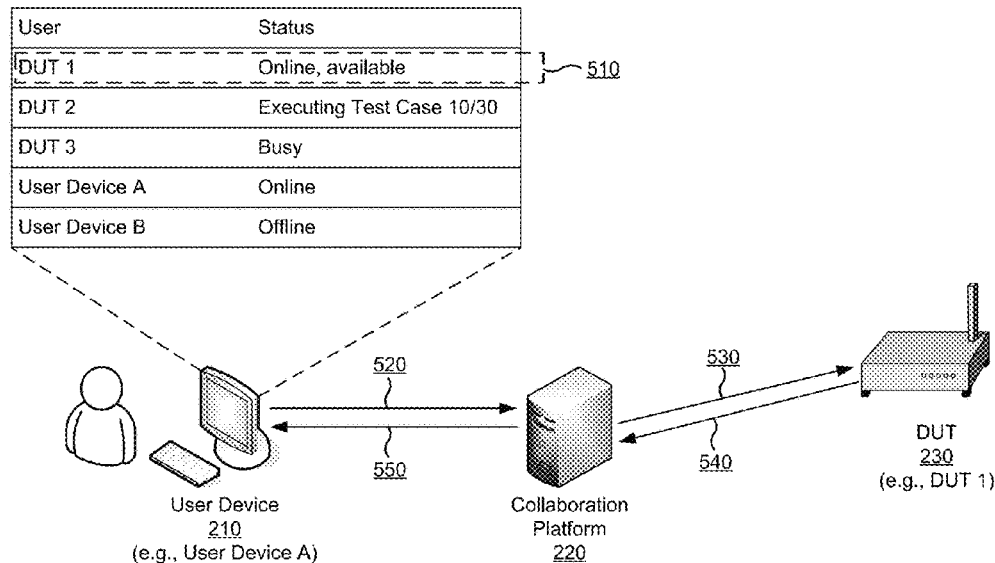 User Status
DUT 1 Online, available
510
DUT 2 Executing Test Case 10/30
DUT 3 Busy
User Device A Online
User Device B Offline
520
530
550
540
DUT
230
(e.g., DUT 1)
User Device
210
(e.g., User Device A)
Collaboration
Platform
220